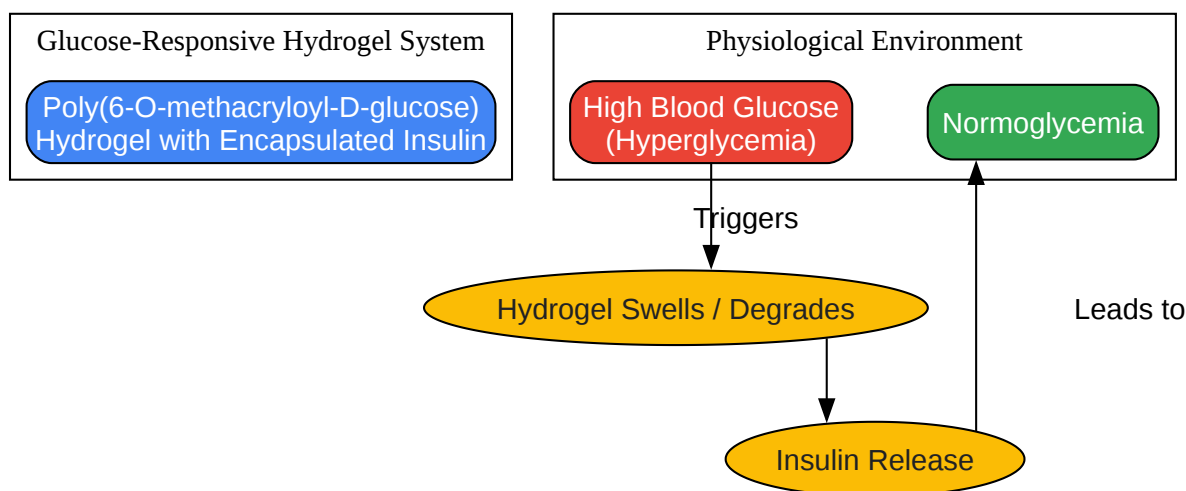 Glucose-Responsive Hydrogel System
Poly(6-O-methacryloyl-D-glucose)
Hydrogel with Encapsulated Insulin
Physiological Environment
High Blood Glucose
(Hyperglycemia)
Normoglycemia
Triggers
Hydrogel Swells / Degrades
Leads to
Insulin Release